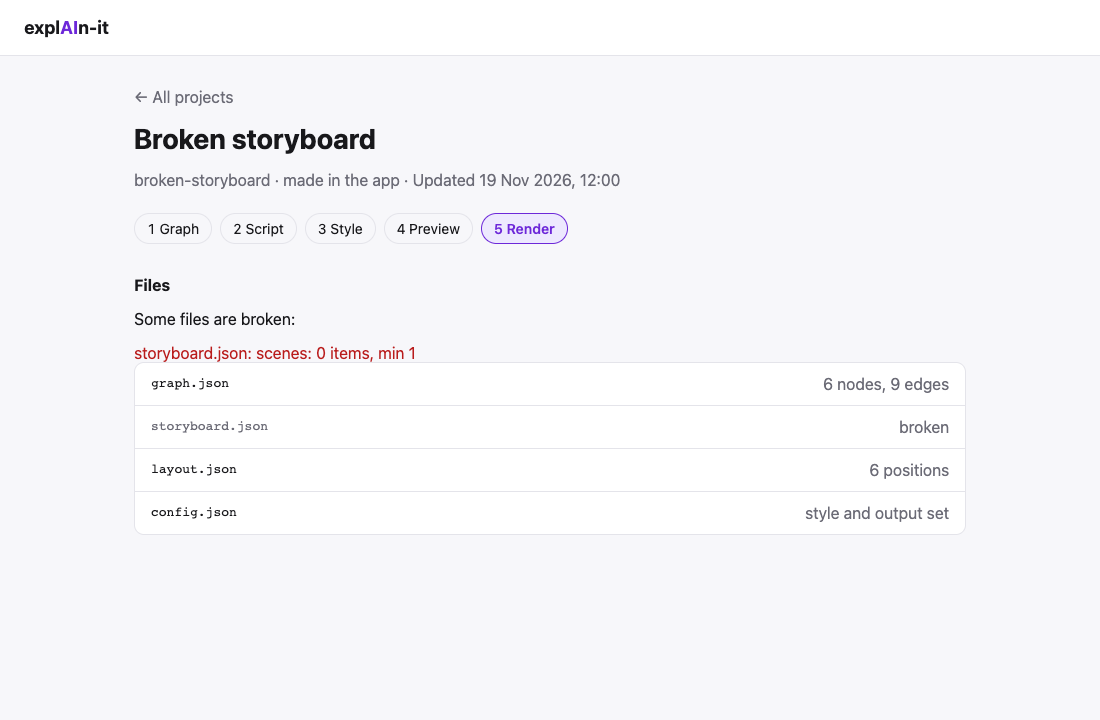 explAIn-it
← All projects
Broken storyboard
broken-storyboard · made in the app · Updated 19 Nov 2026, 12:00
1 Graph 2 Script 3 Style 4 Preview 5 Render
Files
Some files are broken:
storyboard.json: scenes: 0 items, min 1
graph.json 6 nodes, 9 edges
storyboard.json broken
layout.json 6 positions
config.json style and output set